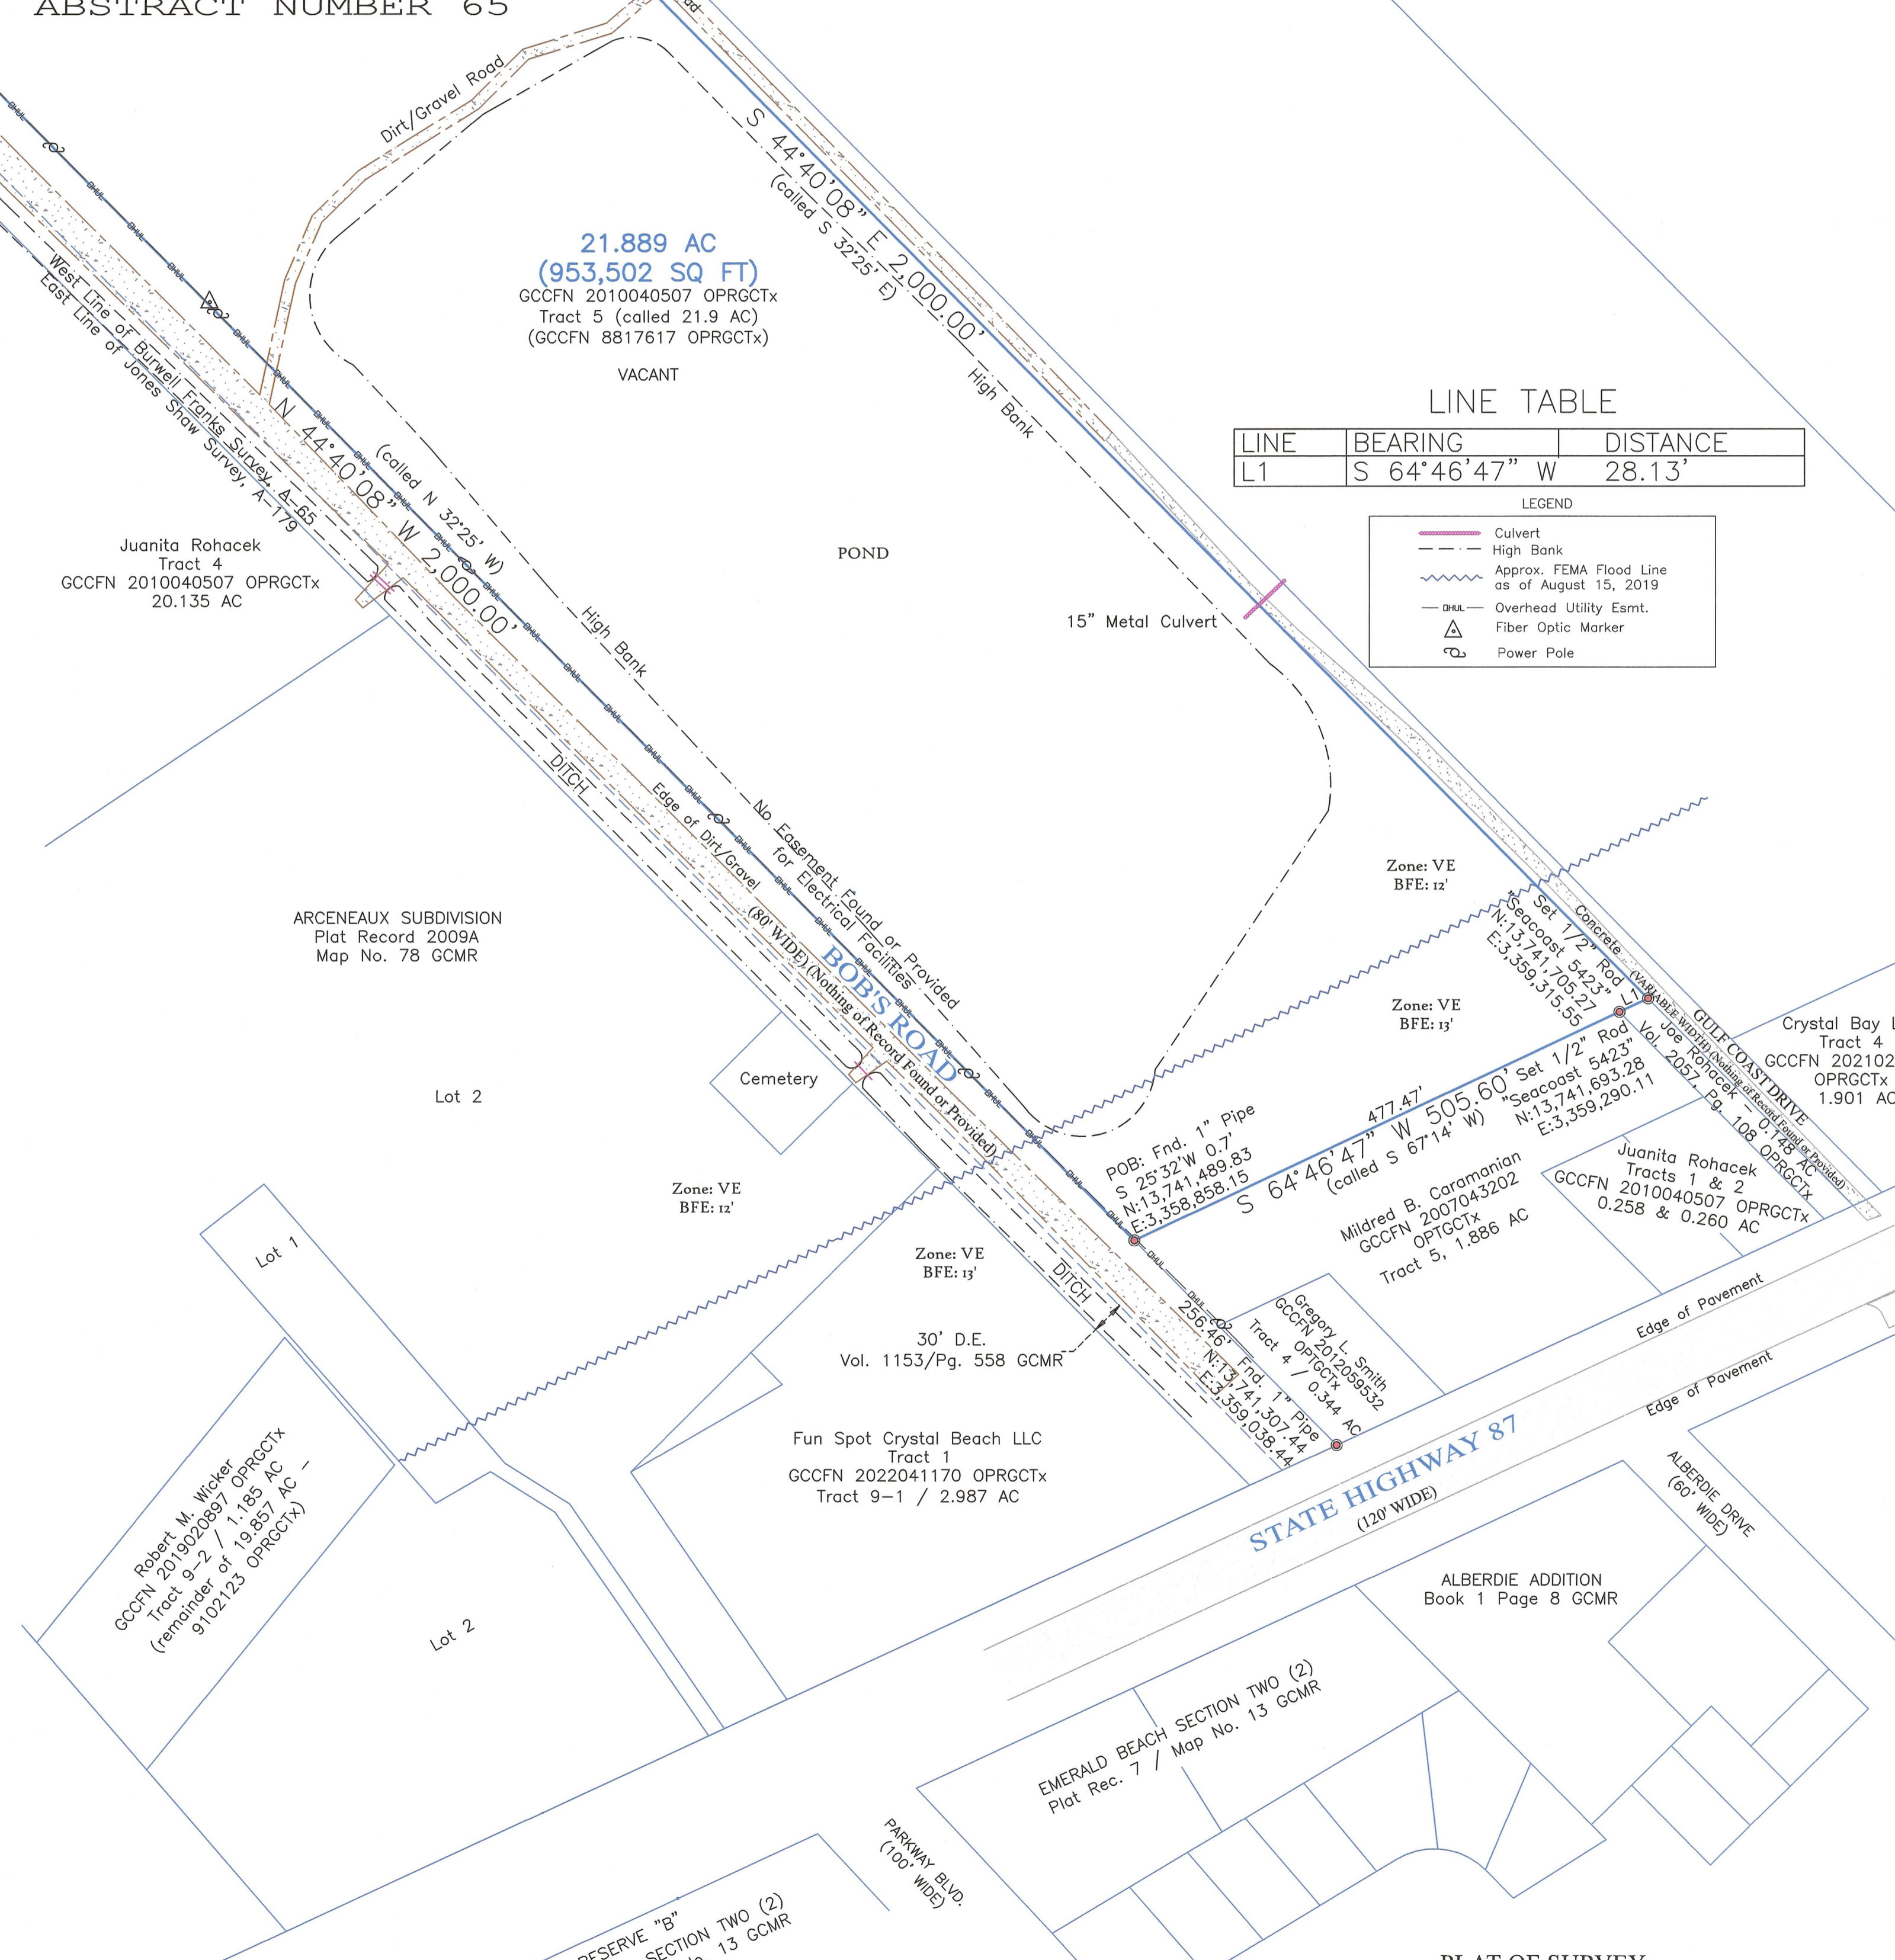 ABSTRACT NUMBER 65
Dirt/Gravel Road
S 44°40'08" E 2,000.00'
(called S 32°25' E)
High Bank
21.889 AC
(953,502 SQ FT)
GCCFN 2010040507 OPRGCTx
Tract 5 (called 21.9 AC)
(GCCFN 8817617 OPRGCTx)
VACANT
West Line of Burwell Franks Survey, A-65
East Line of Jones Shaw Survey, A-179
N 44°40'08" W 2,000.00'
(called N 32°25' W)
High Bank
LINE TABLE
LINE BEARING DISTANCE
L1 S 64°46'47" W 28.13'
LEGEND
Culvert
High Bank
Approx. FEMA Flood Line
as of August 15, 2019
OHUL Overhead Utility Esmt.
Fiber Optic Marker
Power Pole
Juanita Rohacek
Tract 4
GCCFN 2010040507 OPRGCTx
20.135 AC
POND
15" Metal Culvert
DITCH
Edge of Dirt/Gravel
No Easement Found or Provided
for Electrical Facilities
BOB'S ROAD
(80' WIDE) (Nothing of Record Found or Provided)
ARCENEAUX SUBDIVISION
Plat Record 2009A
Map No. 78 GCMR
Lot 2
Cemetery
Zone: VE
BFE: 12'
Zone: VE
BFE: 13'
Set 1/2" Rod
"Seacoast 5423"
N:13,741,705.27
E:3,359,315.55
L1
Concrete
GULF COAST DRIVE
(VARIABLE WIDTH) (Nothing of Record Found or Provided)
Joe Rohacek - 0.148 AC
Vol. 2057, Pg. 108 OPRGCTx
Crystal Bay L
Tract 4
GCCFN 202102
OPRGCTx
1.901 AC
477.47'
S 64°46'47" W 505.60'
(called S 67°14' W)
Set 1/2" Rod
"Seacoast 5423"
N:13,741,693.28
E:3,359,290.11
POB: Fnd. 1" Pipe
S 25°32'W 0.7'
N:13,741,489.83
E:3,358,858.15
Mildred B. Caramanian
GCCFN 2007043202
OPTGCTx
Tract 5, 1.886 AC
Juanita Rohacek
Tracts 1 & 2
GCCFN 2010040507 OPRGCTx
0.258 & 0.260 AC
Zone: VE
BFE: 12'
Zone: VE
BFE: 13'
DITCH
30' D.E.
Vol. 1153/Pg. 558 GCMR
256.46'
Fnd. 1" Pipe
N:13,741,307.44
E:3,359,038.44
Gregory L. Smith
GCCFN 2012059532
OPTGCTx
Tract 4 / 0.344 AC
Edge of Pavement
Edge of Pavement
STATE HIGHWAY 87
(120' WIDE)
Lot 1
Fun Spot Crystal Beach LLC
Tract 1
GCCFN 2022041170 OPRGCTx
Tract 9-1 / 2.987 AC
Robert M. Wicker
GCCFN 2019020897 OPRGCTx
Tract 9-2 / 1.185 AC
(remainder of 19.857 AC -
9102123 OPRGCTx)
Lot 2
ALBERDIE DRIVE
(60' WIDE)
ALBERDIE ADDITION
Book 1 Page 8 GCMR
EMERALD BEACH SECTION TWO (2)
Plat Rec. 7 / Map No. 13 GCMR
PARKWAY BLVD.
(100' WIDE)
RESERVE "B"
SECTION TWO (2)
13 GCMR
PLAT OF SURVEY